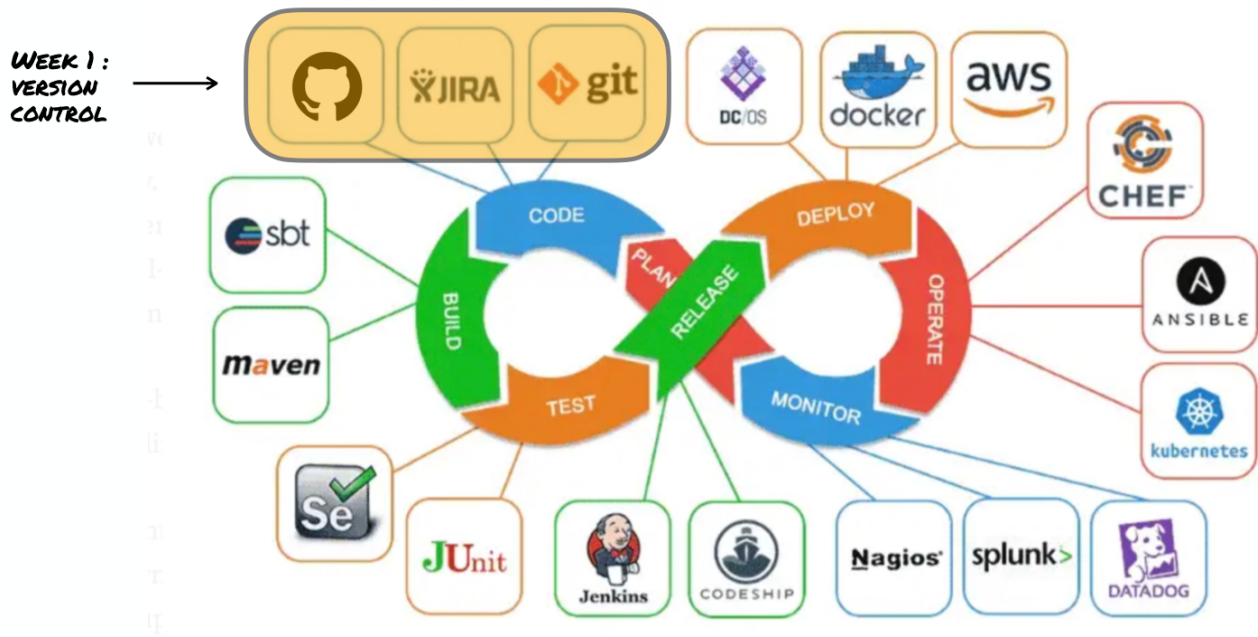 WEEK 1 :
VERSION
CONTROL
JIRA
git
DC/OS
docker
aws
CHEF
sbt
CODE
DEPLOY
PLAN
RELEASE
BUILD
OPERATE
ANSIBLE
maven
TEST
MONITOR
kubernetes
Se
JUnit
Jenkins
CODESHIP
Nagios®
splunk>
DATADOG